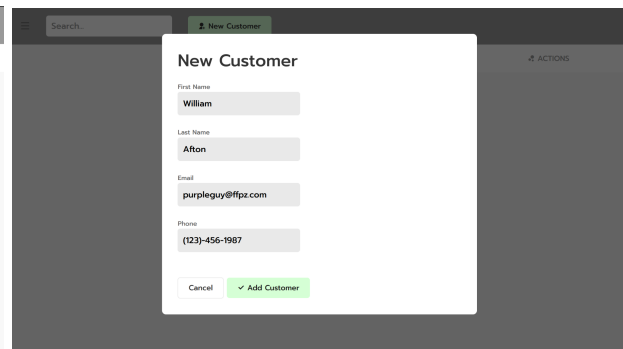 Search...
New Customer
ACTIONS
New Customer
First Name
William
Last Name
Afton
Email
purpleguy@ffpz.com
Phone
(123)-456-1987
Cancel
Add Customer